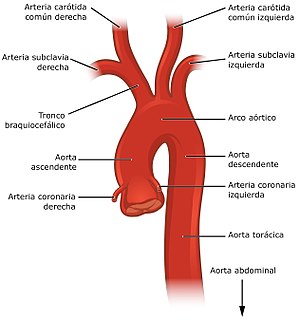 Arteria carótida
común derecha
Arteria carótida
común izquierda
Arteria subclavia
derecha
Arteria subclavia
izquierda
Tronco
braquiocefálico
Arco aórtico
Aorta
ascendente
Aorta
descendente
Arteria coronaria
derecha
Arteria coronaria
izquierda
Aorta torácica
Aorta abdominal